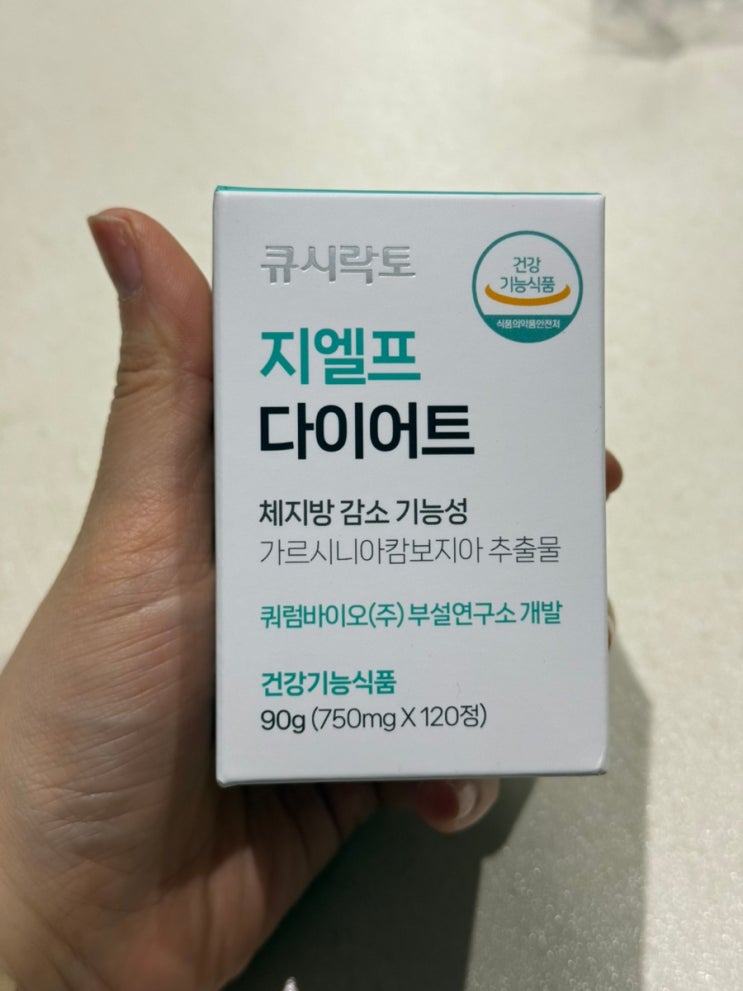 큐시락토
건강
기능식품
식품의약품안전처
지엘프
다이어트
체지방 감소 기능성
가르시니아캄보지아 추출물
쿼럼바이오(주) 부설연구소 개발
건강기능식품
90g (750mg X 120정)